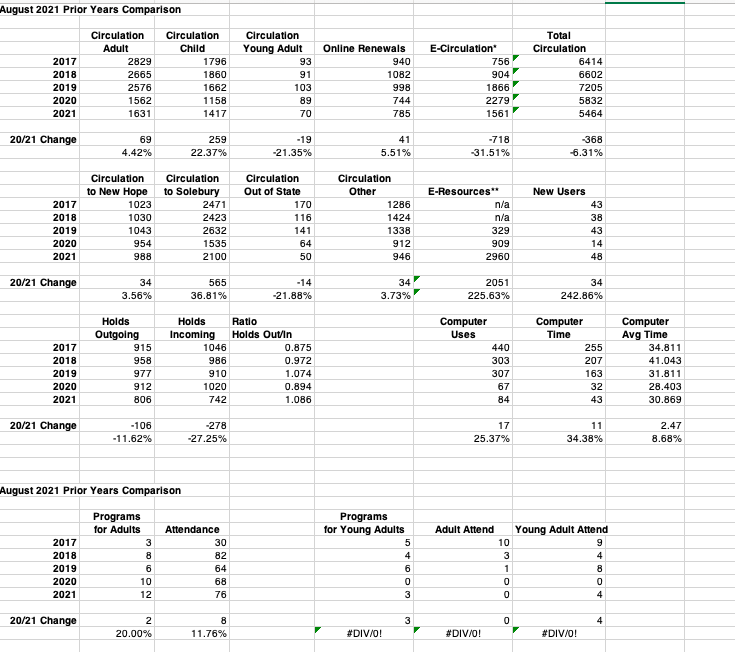 August 2021 Prior Years Comparison
Circulation Circulation Circulation Total
Adult Child Young Adult Online Renewals E-Circulation* Circulation
2017 2829 1796 93 940 756 6414
2018 2665 1860 91 1082 904 6602
2019 2576 1662 103 998 1866 7205
2020 1562 1158 89 744 2279 5832
2021 1631 1417 70 785 1561 5464
20/21 Change 69 259 -19 41 -718 -368
4.42% 22.37% -21.35% 5.51% -31.51% -6.31%
Circulation Circulation Circulation Circulation
to New Hope to Solebury Out of State Other E-Resources** New Users
2017 1023 2471 170 1286 n/a 43
2018 1030 2423 116 1424 n/a 38
2019 1043 2632 141 1338 329 43
2020 954 1535 64 912 909 14
2021 988 2100 50 946 2960 48
20/21 Change 34 565 -14 34 2051 34
3.56% 36.81% -21.88% 3.73% 225.63% 242.86%
Holds Holds Ratio Computer Computer Computer
Outgoing Incoming Holds Out/In Uses Time Avg Time
2017 915 1046 0.875 440 255 34.811
2018 958 986 0.972 303 207 41.043
2019 977 910 1.074 307 163 31.811
2020 912 1020 0.894 67 32 28.403
2021 806 742 1.086 84 43 30.869
20/21 Change -106 -278 17 11 2.47
-11.62% -27.25% 25.37% 34.38% 8.68%
August 2021 Prior Years Comparison
Programs Programs
for Adults Attendance for Young Adults Adult Attend Young Adult Attend
2017 3 30 5 10 9
2018 8 82 4 3 4
2019 6 64 6 1 8
2020 10 68 0 0 0
2021 12 76 3 0 4
20/21 Change 2 8 3 0 4
20.00% 11.76% #DIV/0! #DIV/0! #DIV/0!